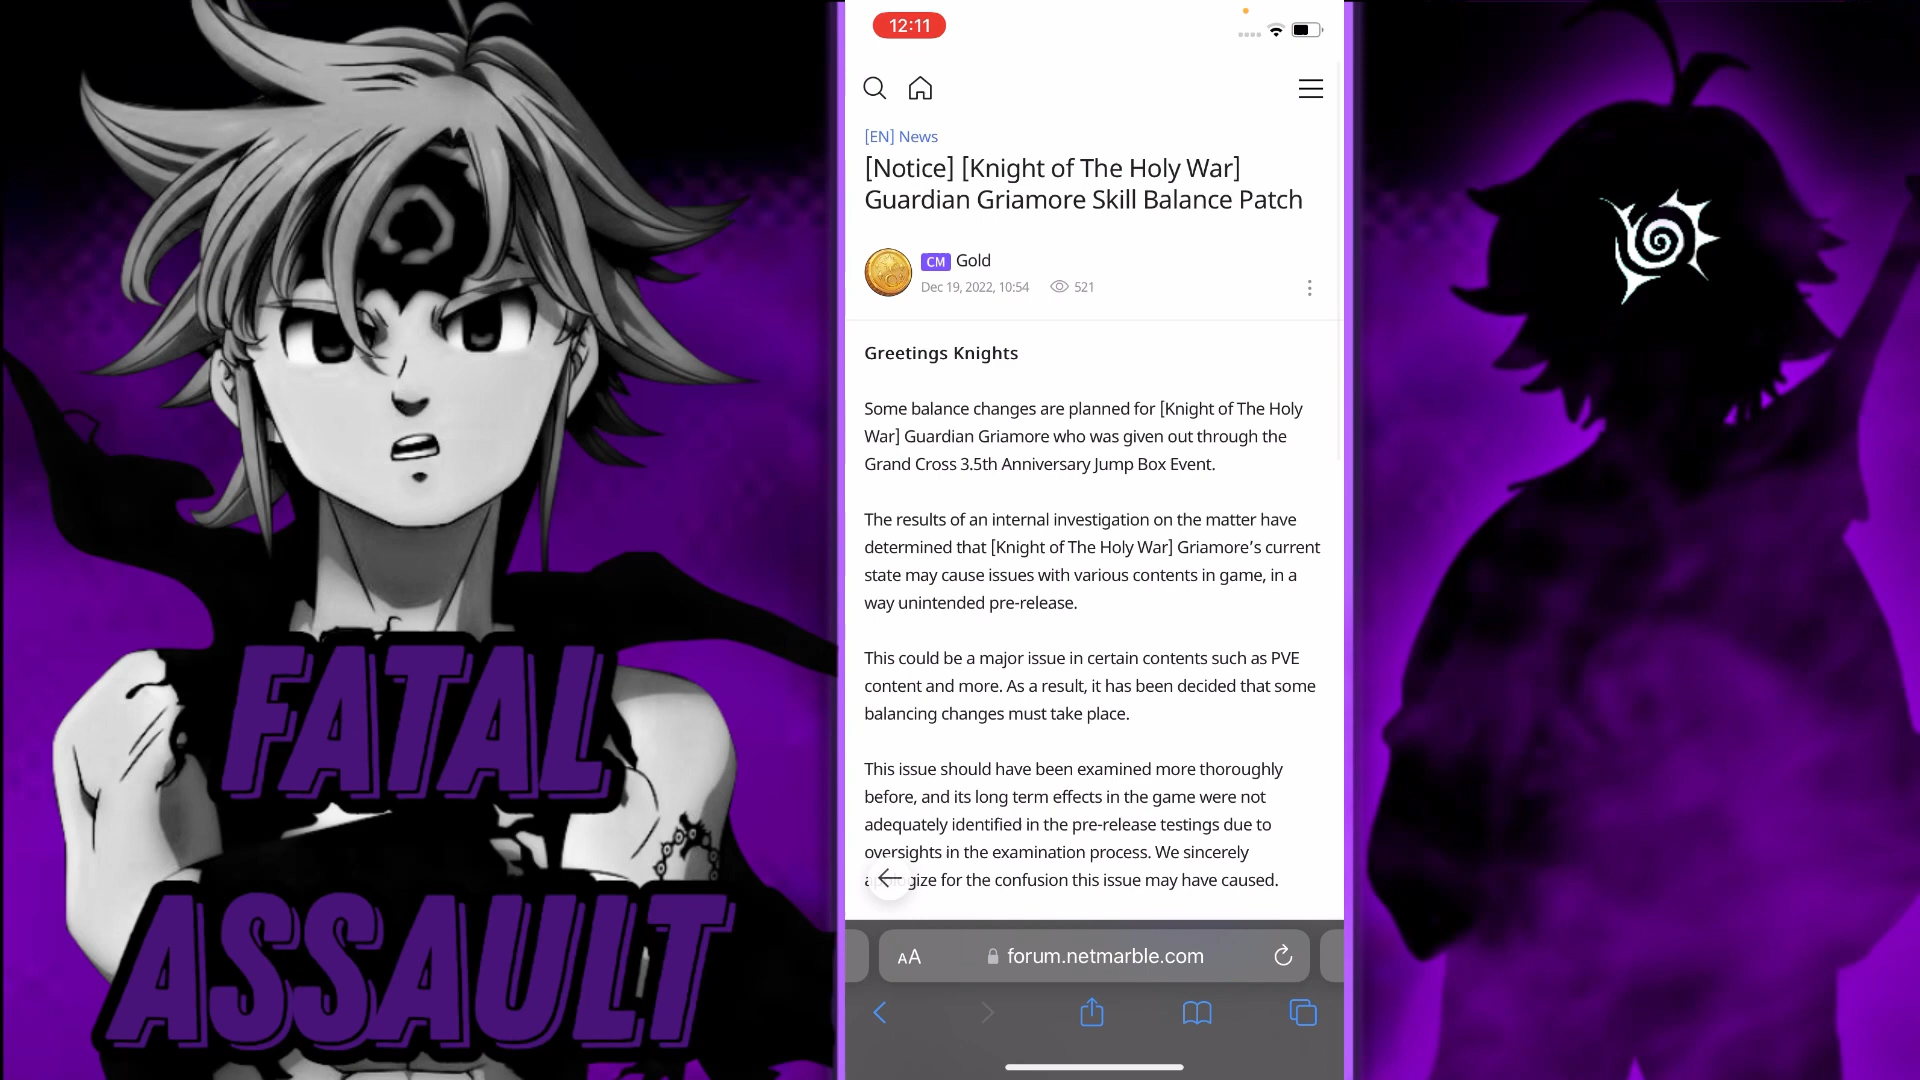 12:11
[EN] News
[Notice] [Knight of The Holy War]
Guardian Griamore Skill Balance Patch
CM Gold
Dec 19, 2022, 10:54 521
Greetings Knights
Some balance changes are planned for [Knight of The Holy
War] Guardian Griamore who was given out through the
Grand Cross 3.5th Anniversary Jump Box Event.
The results of an internal investigation on the matter have
determined that [Knight of The Holy War] Griamore’s current
state may cause issues with various contents in game, in a
way unintended pre-release.
This could be a major issue in certain contents such as PVE
content and more. As a result, it has been decided that some
balancing changes must take place.
This issue should have been examined more thoroughly
before, and its long term effects in the game were not
adequately identified in the pre-release testings due to
oversights in the examination process. We sincerely
apologize for the confusion this issue may have caused.
AA forum.netmarble.com
FATAL
ASSAULT